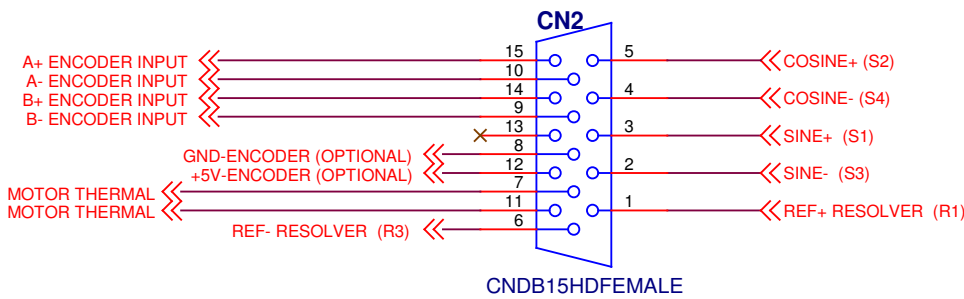 CN2
A+ ENCODER INPUT 15 5 COSINE+ (S2)
A- ENCODER INPUT 10
B+ ENCODER INPUT 14 4 COSINE- (S4)
B- ENCODER INPUT 9
13 3 SINE+ (S1)
GND-ENCODER (OPTIONAL) 8
+5V-ENCODER (OPTIONAL) 12 2 SINE- (S3)
MOTOR THERMAL 7
MOTOR THERMAL 11 1 REF+ RESOLVER (R1)
REF- RESOLVER (R3) 6
CNDB15HDFEMALE